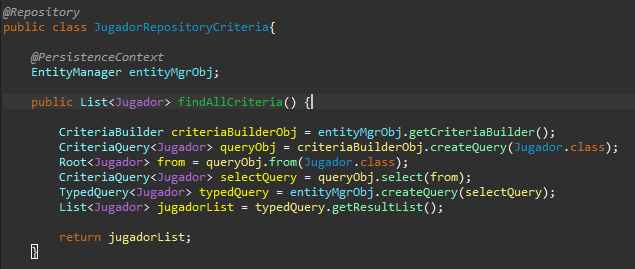 @Repository
public class JugadorRepositoryCriteria{
@PersistenceContext
EntityManager entityMgrObj;
public List<Jugador> findAllCriteria() {
CriteriaBuilder criteriaBuilderObj = entityMgrObj.getCriteriaBuilder();
CriteriaQuery<Jugador> queryObj = criteriaBuilderObj.createQuery(Jugador.class);
Root<Jugador> from = queryObj.from(Jugador.class);
CriteriaQuery<Jugador> selectQuery = queryObj.select(from);
TypedQuery<Jugador> typedQuery = entityMgrObj.createQuery(selectQuery);
List<Jugador> jugadorList = typedQuery.getResultList();
return jugadorList;
}